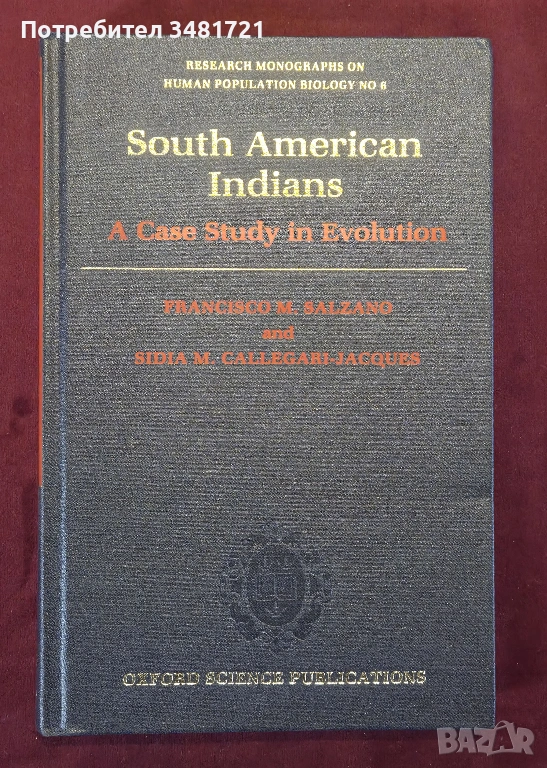 Потребител 3481721
RESEARCH MONOGRAPHS ON
HUMAN POPULATION BIOLOGY NO 6
South American
Indians
A Case Study in Evolution
FRANCISCO M. SALZANO
and
SIDIA M. CALLEGARI-JACQUES
OXFORD SCIENCE PUBLICATIONS
BAZAR